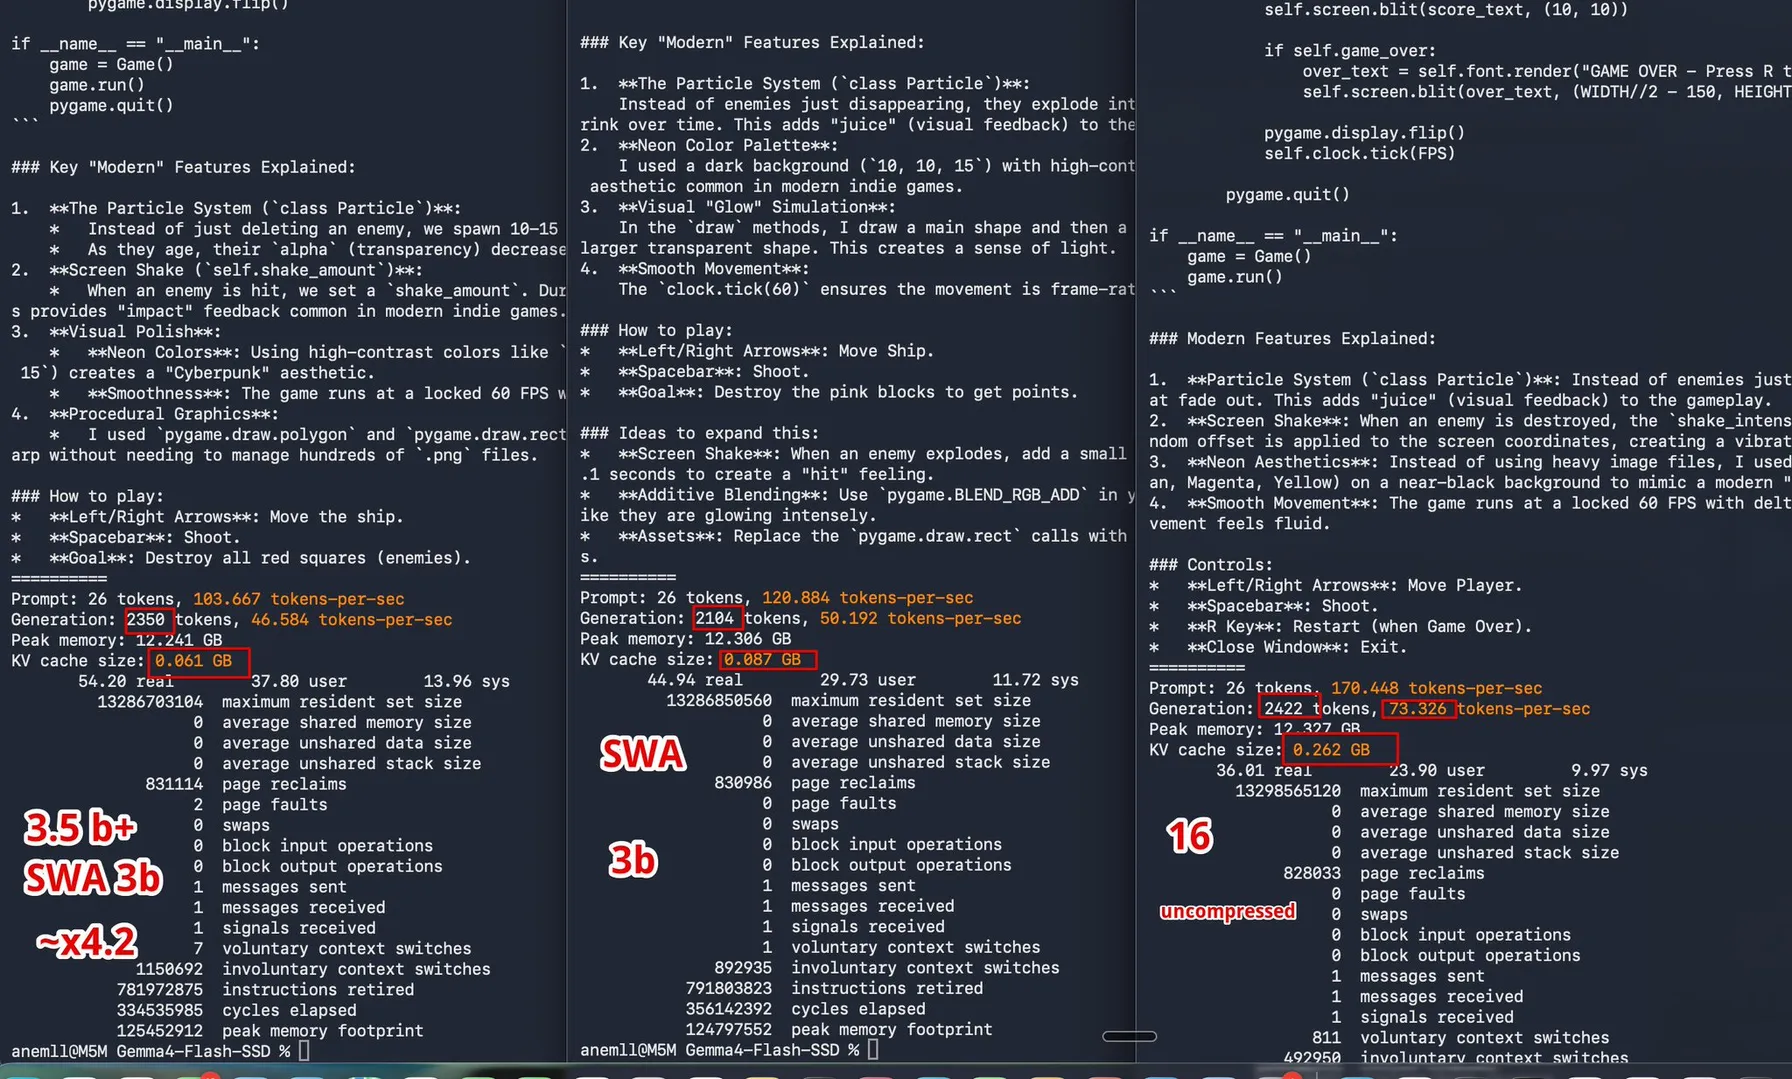 pygame.display.flip()
if __name__ == "__main__":
    game = Game()
    game.run()
    pygame.quit()
```
### Key "Modern" Features Explained:
1.  **The Particle System (`class Particle`)**:
    *   Instead of just deleting an enemy, we spawn 10-15
    *   As they age, their `alpha` (transparency) decrease
2.  **Screen Shake (`self.shake_amount`)**:
    *   When an enemy is hit, we set a `shake_amount`. Dur
s provides "impact" feedback common in modern indie games.
3.  **Visual Polish**:
    *   **Neon Colors**: Using high-contrast colors like `
 15`) creates a "Cyberpunk" aesthetic.
    *   **Smoothness**: The game runs at a locked 60 FPS w
4.  **Procedural Graphics**:
    *   I used `pygame.draw.polygon` and `pygame.draw.rect
arp without needing to manage hundreds of `.png` files.
### How to play:
*   **Left/Right Arrows**: Move the ship.
*   **Spacebar**: Shoot.
*   **Goal**: Destroy all red squares (enemies).
==========
Prompt: 26 tokens, 103.667 tokens-per-sec
Generation: 2350 tokens, 46.584 tokens-per-sec
Peak memory: 12.241 GB
KV cache size: 0.061 GB
54.20 real 37.80 user 13.96 sys
13286703104 maximum resident set size
0 average shared memory size
0 average unshared data size
0 average unshared stack size
831114 page reclaims
2 page faults
0 swaps
0 block input operations
0 block output operations
1 messages sent
1 messages received
1 signals received
7 voluntary context switches
1150692 involuntary context switches
781972875 instructions retired
334535985 cycles elapsed
125452912 peak memory footprint
anemll@M5M Gemma4-Flash-SSD %
3.5 b+
SWA 3b
~x4.2
### Key "Modern" Features Explained:
1.  **The Particle System (`class Particle`)**:
    Instead of enemies just disappearing, they explode int
rink over time. This adds "juice" (visual feedback) to the
2.  **Neon Color Palette**:
    I used a dark background (`10, 10, 15`) with high-cont
 aesthetic common in modern indie games.
3.  **Visual "Glow" Simulation**:
    In the `draw` methods, I draw a main shape and then a
larger transparent shape. This creates a sense of light.
4.  **Smooth Movement**:
    The `clock.tick(60)` ensures the movement is frame-rat
### How to play:
*   **Left/Right Arrows**: Move Ship.
*   **Spacebar**: Shoot.
*   **Goal**: Destroy the pink blocks to get points.
### Ideas to expand this:
*   **Screen Shake**: When an enemy explodes, add a small
.1 seconds to create a "hit" feeling.
*   **Additive Blending**: Use `pygame.BLEND_RGB_ADD` in y
ike they are glowing intensely.
*   **Assets**: Replace the `pygame.draw.rect` calls with
s.
==========
Prompt: 26 tokens, 120.884 tokens-per-sec
Generation: 2104 tokens, 50.192 tokens-per-sec
Peak memory: 12.306 GB
KV cache size: 0.087 GB
44.94 real 29.73 user 11.72 sys
13286850560 maximum resident set size
0 average shared memory size
0 average unshared data size
0 average unshared stack size
830986 page reclaims
0 page faults
0 swaps
0 block input operations
0 block output operations
1 messages sent
1 messages received
1 signals received
1 voluntary context switches
892935 involuntary context switches
791803823 instructions retired
356142392 cycles elapsed
124797552 peak memory footprint
anemll@M5M Gemma4-Flash-SSD %
SWA
3b
self.screen.blit(score_text, (10, 10))
if self.game_over:
    over_text = self.font.render("GAME OVER - Press R t
    self.screen.blit(over_text, (WIDTH//2 - 150, HEIGHT
pygame.display.flip()
self.clock.tick(FPS)
pygame.quit()
if __name__ == "__main__":
    game = Game()
    game.run()
```
### Modern Features Explained:
1.  **Particle System (`class Particle`)**: Instead of enemies just
at fade out. This adds "juice" (visual feedback) to the gameplay.
2.  **Screen Shake**: When an enemy is destroyed, the `shake_intens
ndom offset is applied to the screen coordinates, creating a vibrat
3.  **Neon Aesthetics**: Instead of using heavy image files, I used
an, Magenta, Yellow) on a near-black background to mimic a modern "
4.  **Smooth Movement**: The game runs at a locked 60 FPS with delt
vement feels fluid.
### Controls:
*   **Left/Right Arrows**: Move Player.
*   **Spacebar**: Shoot.
*   **R Key**: Restart (when Game Over).
*   **Close Window**: Exit.
==========
Prompt: 26 tokens, 170.448 tokens-per-sec
Generation: 2422 tokens, 73.326 tokens-per-sec
Peak memory: 12.327 GB
KV cache size: 0.262 GB
36.01 real 23.90 user 9.97 sys
13298565120 maximum resident set size
0 average shared memory size
0 average unshared data size
0 average unshared stack size
828033 page reclaims
0 page faults
0 swaps
0 block input operations
0 block output operations
1 messages sent
1 messages received
1 signals received
811 voluntary context switches
492950 involuntary context switches
16
uncompressed